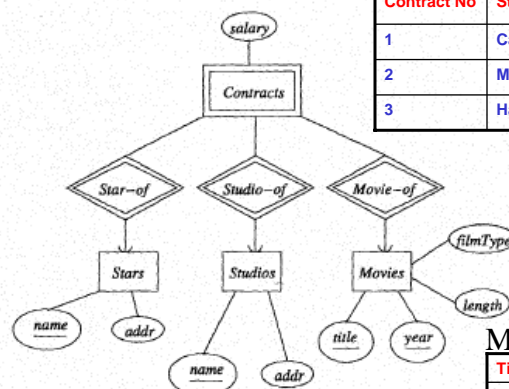 Contract No
salary
1
Contracts
2
3
Star-of
Studio-of
Movie-of
filmType
Stars
Studios
Movies
length
name
addr
title
year
name
addr